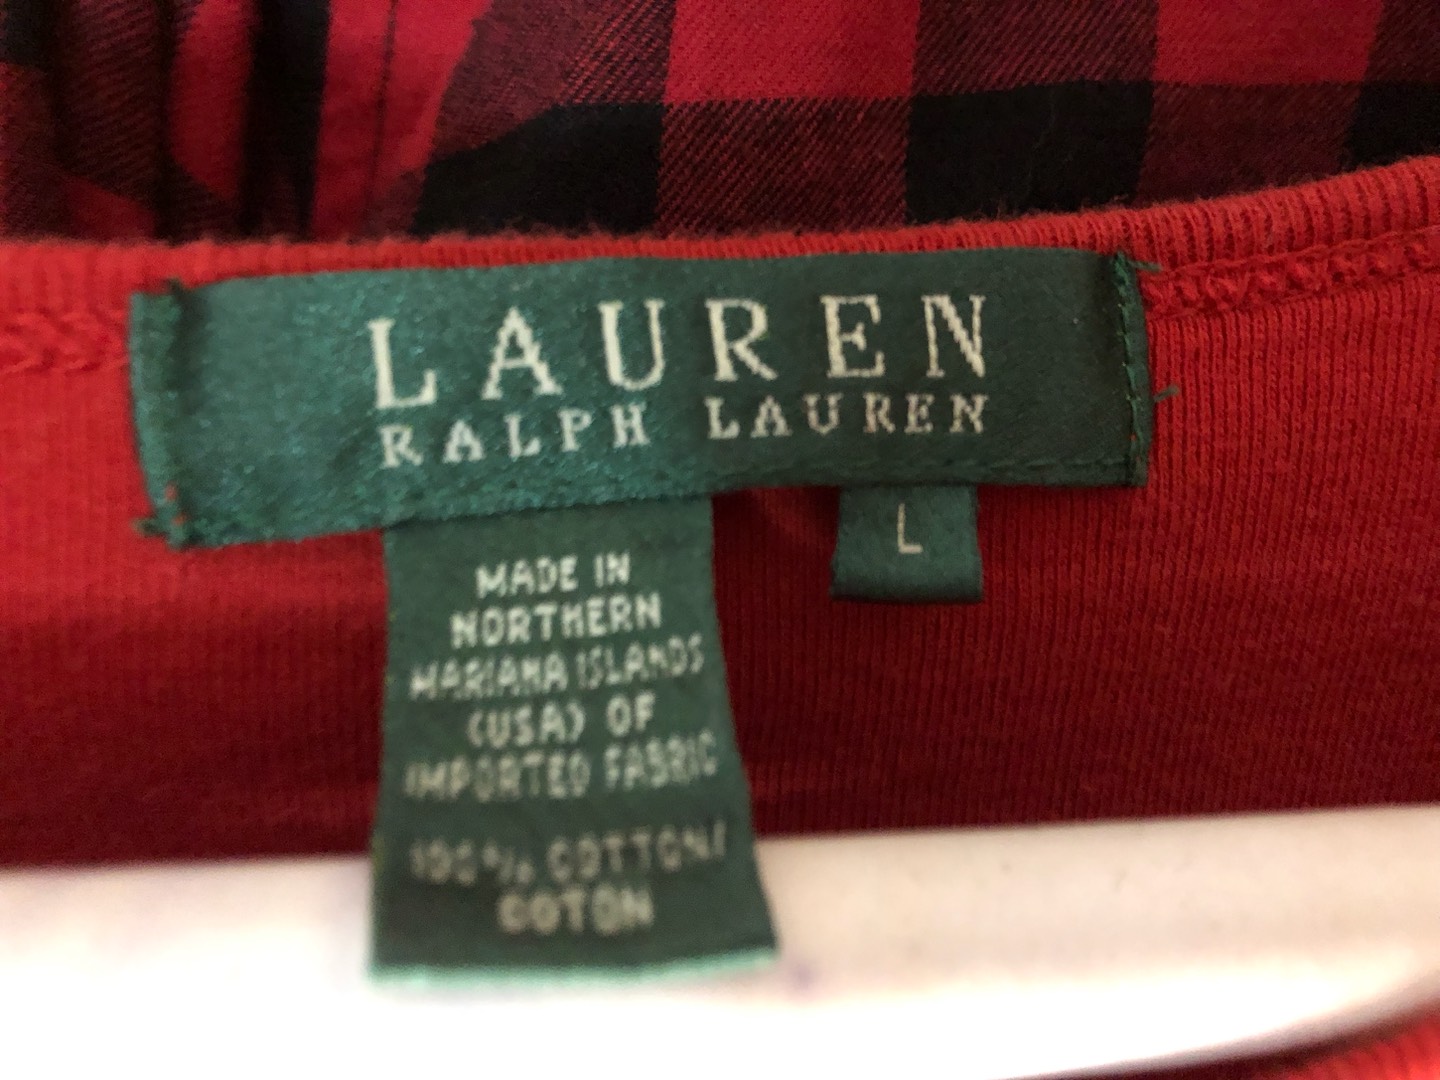 LAUREN
RALPH LAUREN
L
MADE IN
NORTHERN
MARIANA ISLANDS
(USA) OF
IMPORTED FABRIC
100% COTTON/
COTON